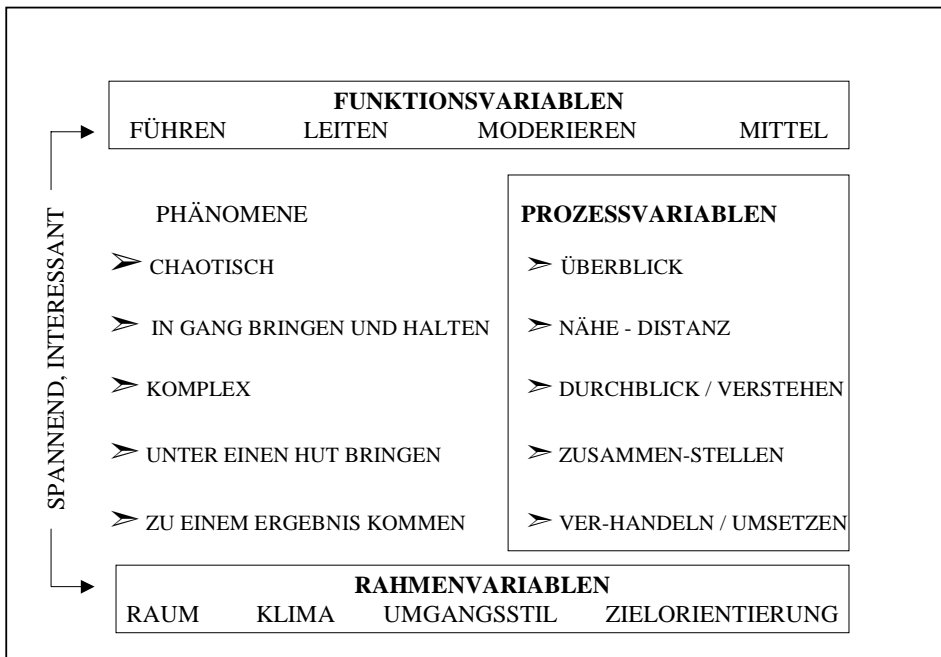 FUNKTIONSVARIABLEN
FÜHREN LEITEN MODERIEREN MITTEL
SPANNEND, INTERESSANT
PHÄNOMENE
CHAOTISCH
IN GANG BRINGEN UND HALTEN
KOMPLEX
UNTER EINEN HUT BRINGEN
ZU EINEM ERGEBNIS KOMMEN
PROZESSVARIABLEN
ÜBERBLICK
NÄHE - DISTANZ
DURCHBLICK / VERSTEHEN
ZUSAMMEN-STELLEN
VER-HANDELN / UMSETZEN
RAHMENVARIABLEN
RAUM KLIMA UMGANGSSTIL ZIELORIENTIERUNG